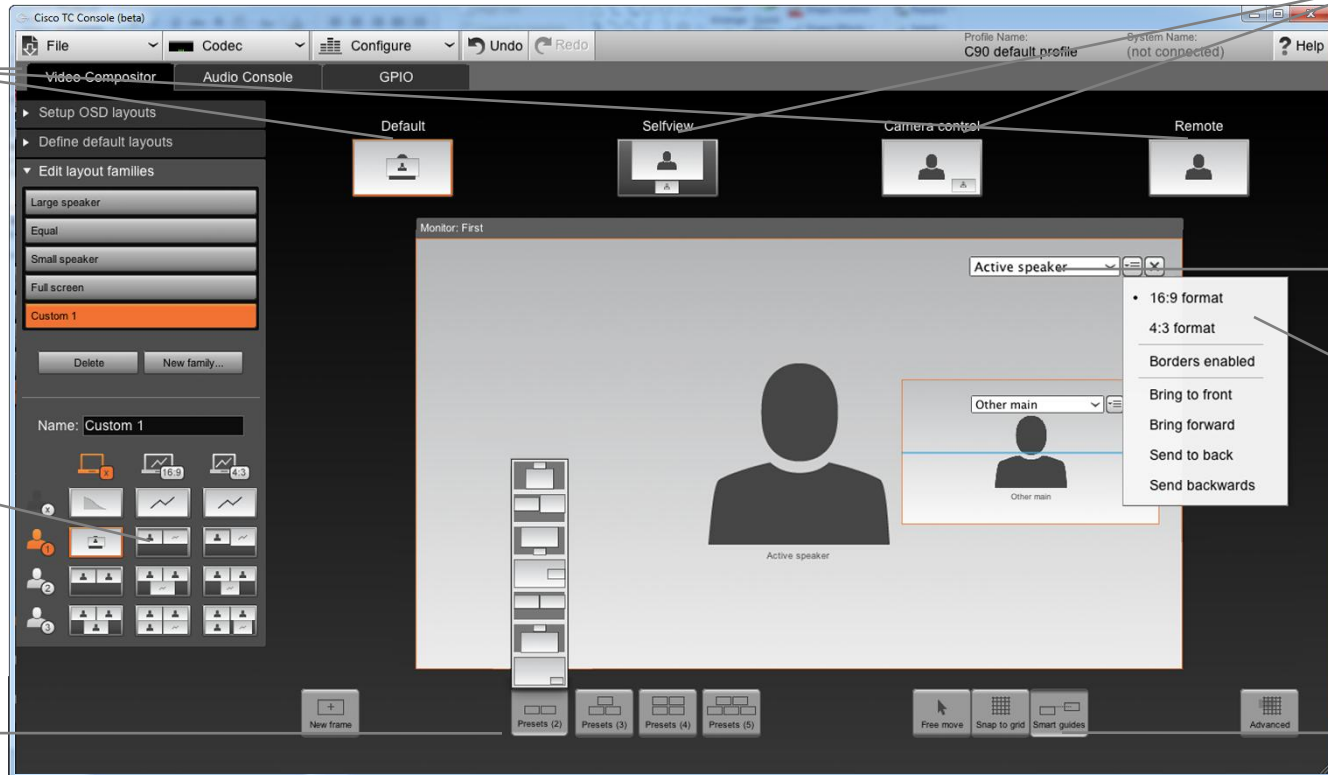 Cisco TC Console (beta)
File Codec Configure Undo Redo
Profile Name:
C90 default profile
System Name:
(not connected)
? Help
Video Compositor Audio Console GPIO
Setup OSD layouts
Define default layouts
Edit layout families
Large speaker
Equal
Small speaker
Full screen
Custom 1
Delete New family...
Name: Custom 1
x 16:9 4:3
x
1
2
3
Default Selfview Camera control Remote
Monitor: First
Active speaker
• 16:9 format
4:3 format
Borders enabled
Bring to front
Bring forward
Send to back
Send backwards
Other main
Other main
Active speaker
New frame Presets (2) Presets (3) Presets (4) Presets (5) Free move Snap to grid Smart guides Advanced